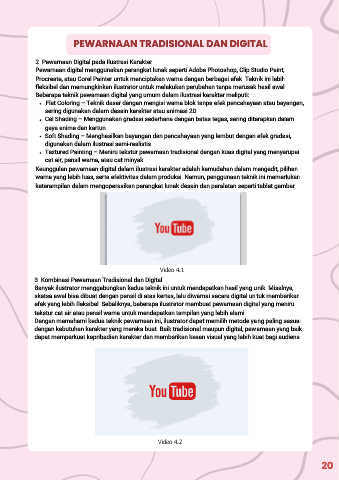 PEWARNAAN TRADISIONAL DAN DIGITAL
2. Pewarnaan Digital pada Ilustrasi Karakter
Pewarnaan digital menggunakan perangkat lunak seperti Adobe Photoshop, Clip Studio Paint,
Procreate, atau Corel Painter untuk menciptakan warna dengan berbagai efek. Teknik ini lebih
fleksibel dan memungkinkan ilustrator untuk melakukan perubahan tanpa merusak hasil awal
Beberapa teknik pewarnaan digital yang umum dalam ilustrasi karakter meliputi:
• Flat Coloring – Teknik dasar dengan mengisi warna blok tanpa efek pencahayaan atau bayangan,
sering digunakan dalam desain karakter atau animasi 2D
• Cel Shading – Menggunakan gradasi sederhana dengan batas tegas, sering diterapkan dalam
gaya anime dan kartun
• Soft Shading – Menghasilkan bayangan dan pencahayaan yang lembut dengan efek gradasi,
digunakan dalam ilustrasi semi-realistis
• Textured Painting – Meniru tekstur pewarnaan tradisional dengan kuas digital yang menyerupai
cat air, pensil warna, atau cat minyak
Keunggulan pewarnaan digital dalam ilustrasi karakter adalah kemudahan dalam mengedit, pilihan
warna yang lebih luas, serta efektivitas dalam produksi. Namun, penggunaan teknik ini memerlukan
keterampilan dalam mengoperasikan perangkat lunak desain dan peralatan seperti tablet gambar
YouTube
Video 4.1
3. Kombinasi Pewarnaan Tradisional dan Digital
Banyak ilustrator menggabungkan kedua teknik ini untuk mendapatkan hasil yang unik. Misalnya,
sketsa awal bisa dibuat dengan pensil di atas kertas, lalu diwarnai secara digital un tuk memberikan
efek yang lebih fleksibel. Sebaliknya, beberapa ilustrator membuat pewarnaan digital yang meniru
tekstur cat air atau pensil warna untuk mendapatkan tampilan yang lebih alami
Dengan memahami kedua teknik pewarnaan ini, ilustrator dapat memilih metode yang paling sesuai
dengan kebutuhan karakter yang mereka buat. Baik tradisional maupun digital, pewarnaan yang baik
dapat memperkuat kepribadian karakter dan memberikan kesan visual yang lebih kuat bagi audiens
YouTube
Video 4.2
20